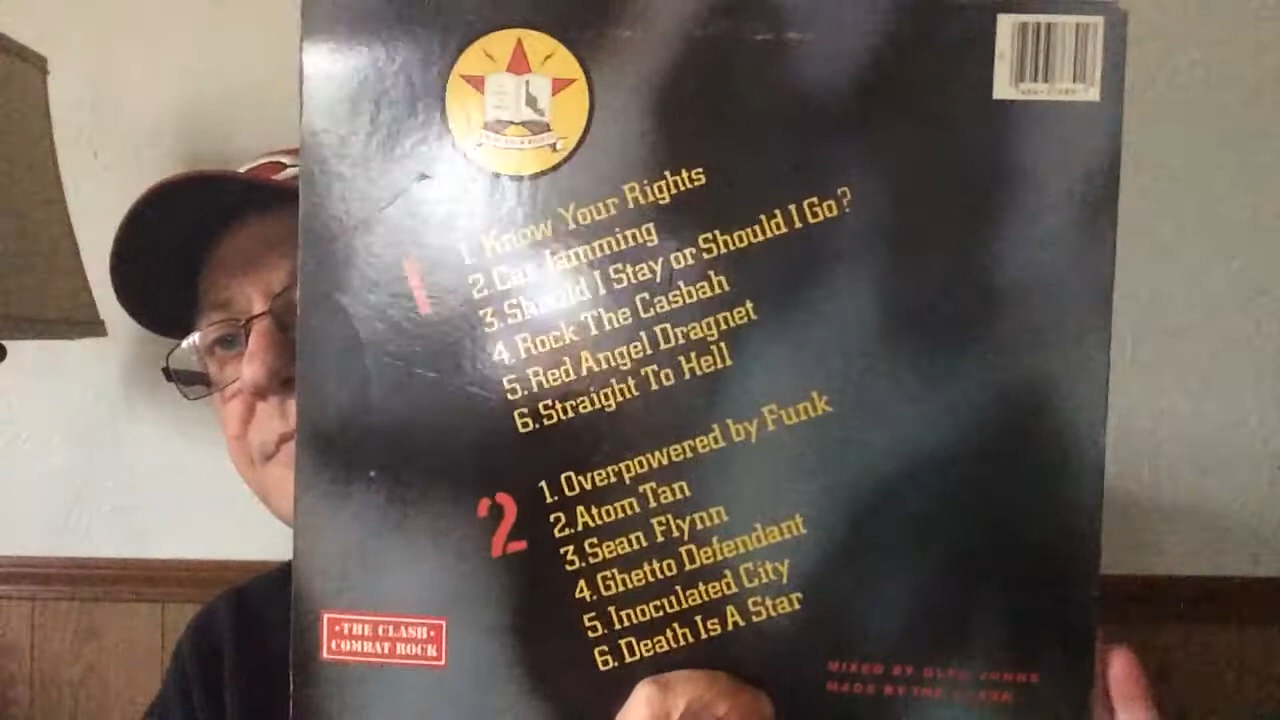 1
1. Know Your Rights
2. Car Jamming
3. Should I Stay or Should I Go?
4. Rock The Casbah
5. Red Angel Dragnet
6. Straight To Hell
2
1. Overpowered by Funk
2. Atom Tan
3. Sean Flynn
4. Ghetto Defendant
5. Inoculated City
6. Death Is A Star
·THE CLASH·
COMBAT ROCK
MIXED BY GLYN JOHNS
MADE BY THE CLASH